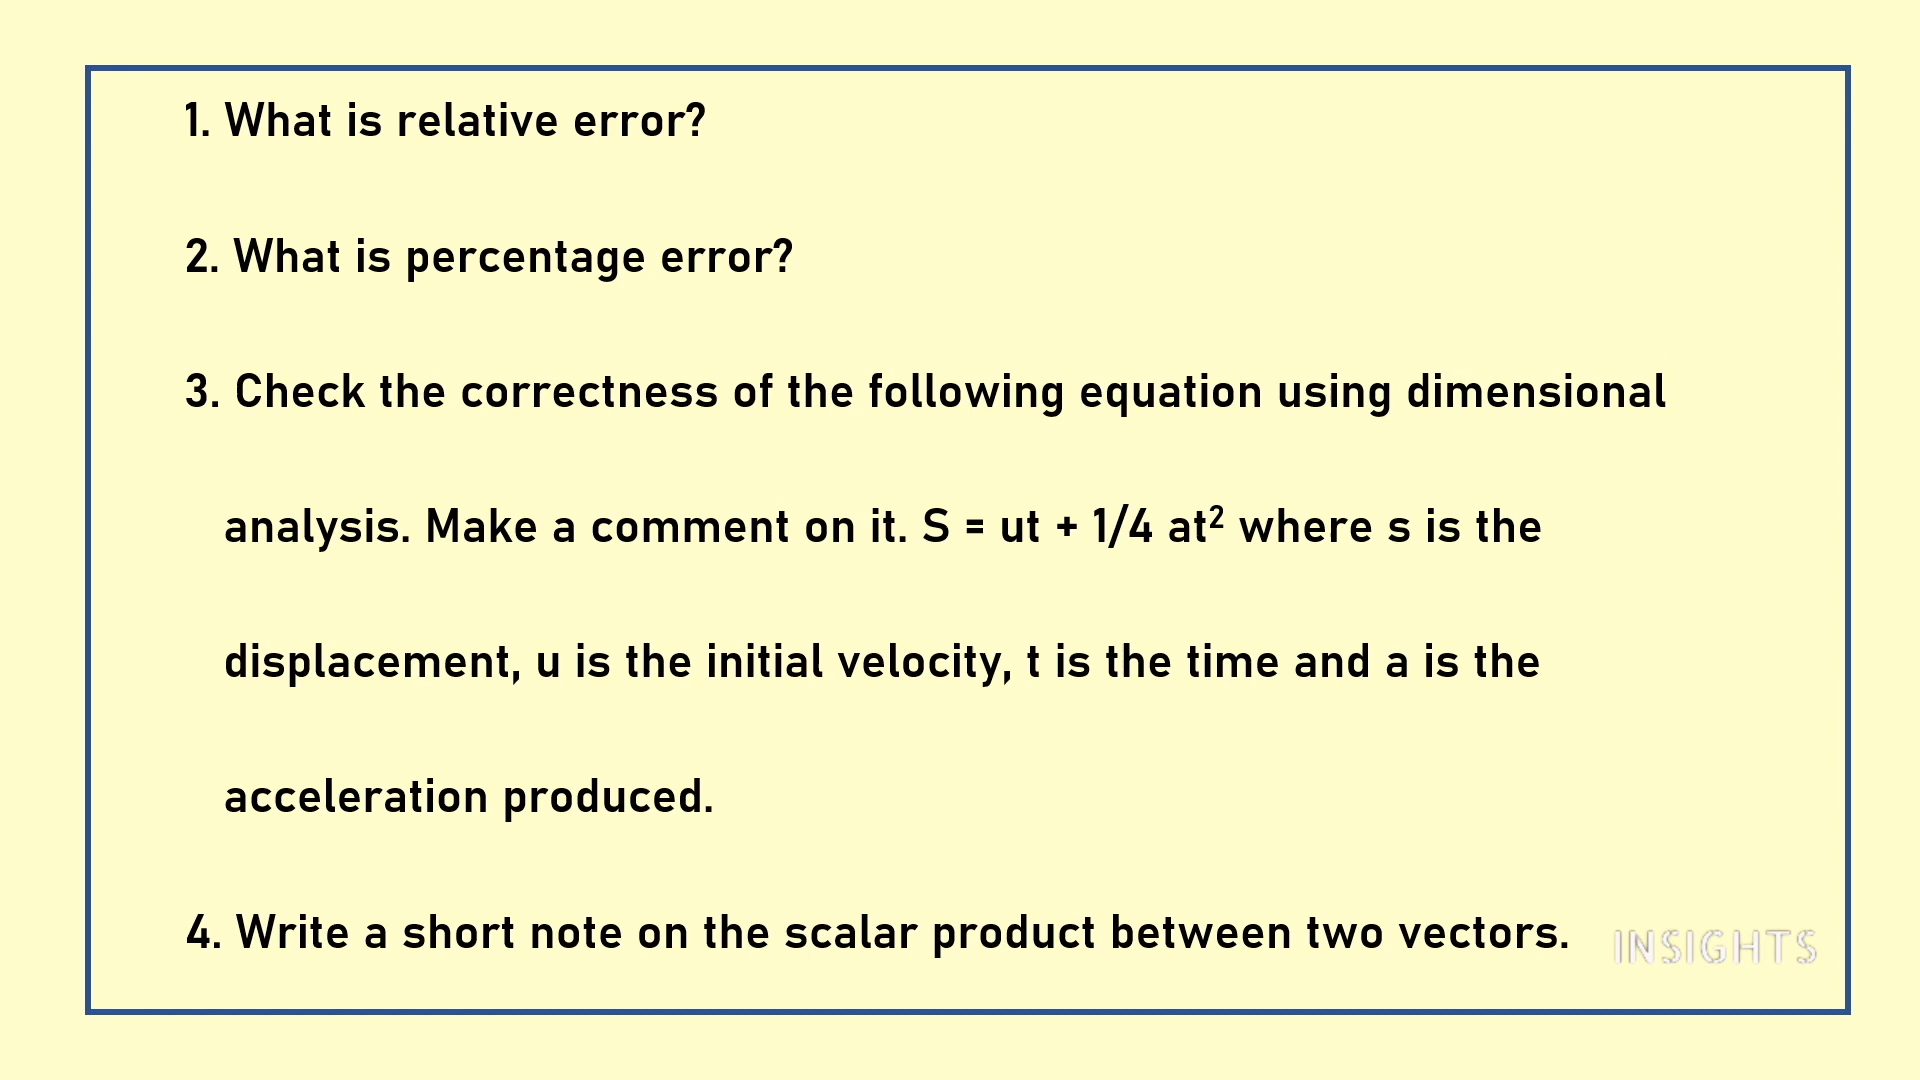 1. What is relative error?
2. What is percentage error?
3. Check the correctness of the following equation using dimensional
analysis. Make a comment on it. S = ut + 1/4 at² where s is the
displacement, u is the initial velocity, t is the time and a is the
acceleration produced.
4. Write a short note on the scalar product between two vectors.
INSIGHTS